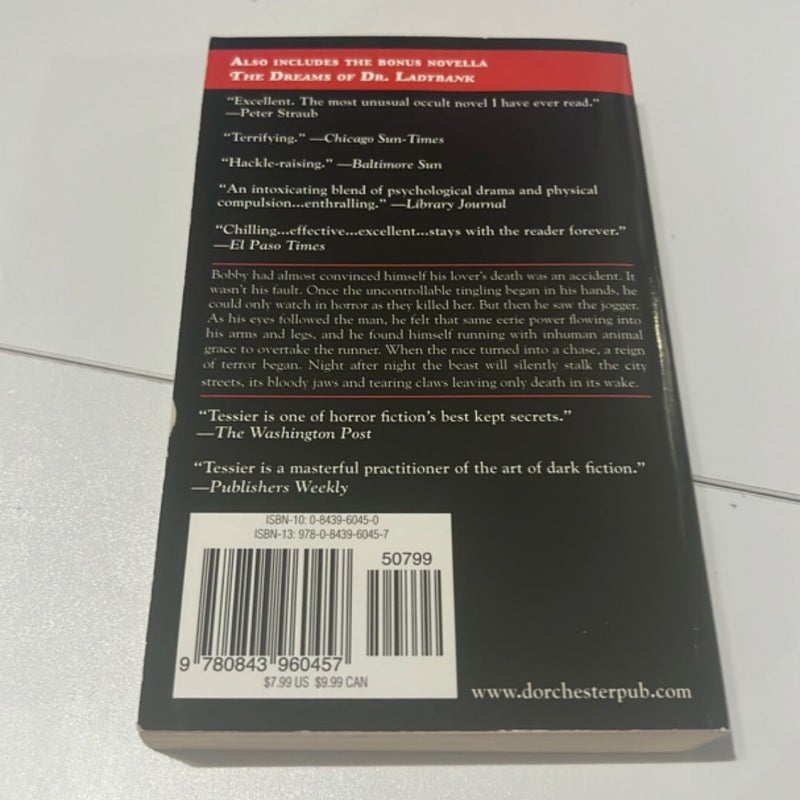 ALSO INCLUDES THE BONUS NOVELLA
THE DREAMS OF DR. LADYBANK
“Excellent. The most unusual occult novel I have ever read.”
—Peter Straub
“Terrifying.” —Chicago Sun-Times
“Hackle-raising.” —Baltimore Sun
“An intoxicating blend of psychological drama and physical
compulsion...enthralling.” —Library Journal
“Chilling...effective...excellent...stays with the reader forever.”
—El Paso Times
Bobby had almost convinced himself his lover's death was an accident. It
wasn't his fault. Once the uncontrollable tingling began in his hands, he
could only watch in horror as they killed her. But then he saw the jogger.
As his eyes followed the man, he felt that same eerie power flowing into
his arms and legs, and he found himself running with inhuman animal
grace to overtake the runner. When the race turned into a chase, a reign
of terror began. Night after night the beast will silently stalk the city
streets, its bloody jaws and tearing claws leaving only death in its wake.
“Tessier is one of horror fiction's best kept secrets.”
—The Washington Post
“Tessier is a masterful practitioner of the art of dark fiction.”
—Publishers Weekly
ISBN-10: 0-8439-6045-0
ISBN-13: 978-0-8439-6045-7
50799
9 780843 960457
$7.99 US $9.99 CAN
www.dorchesterpub.com